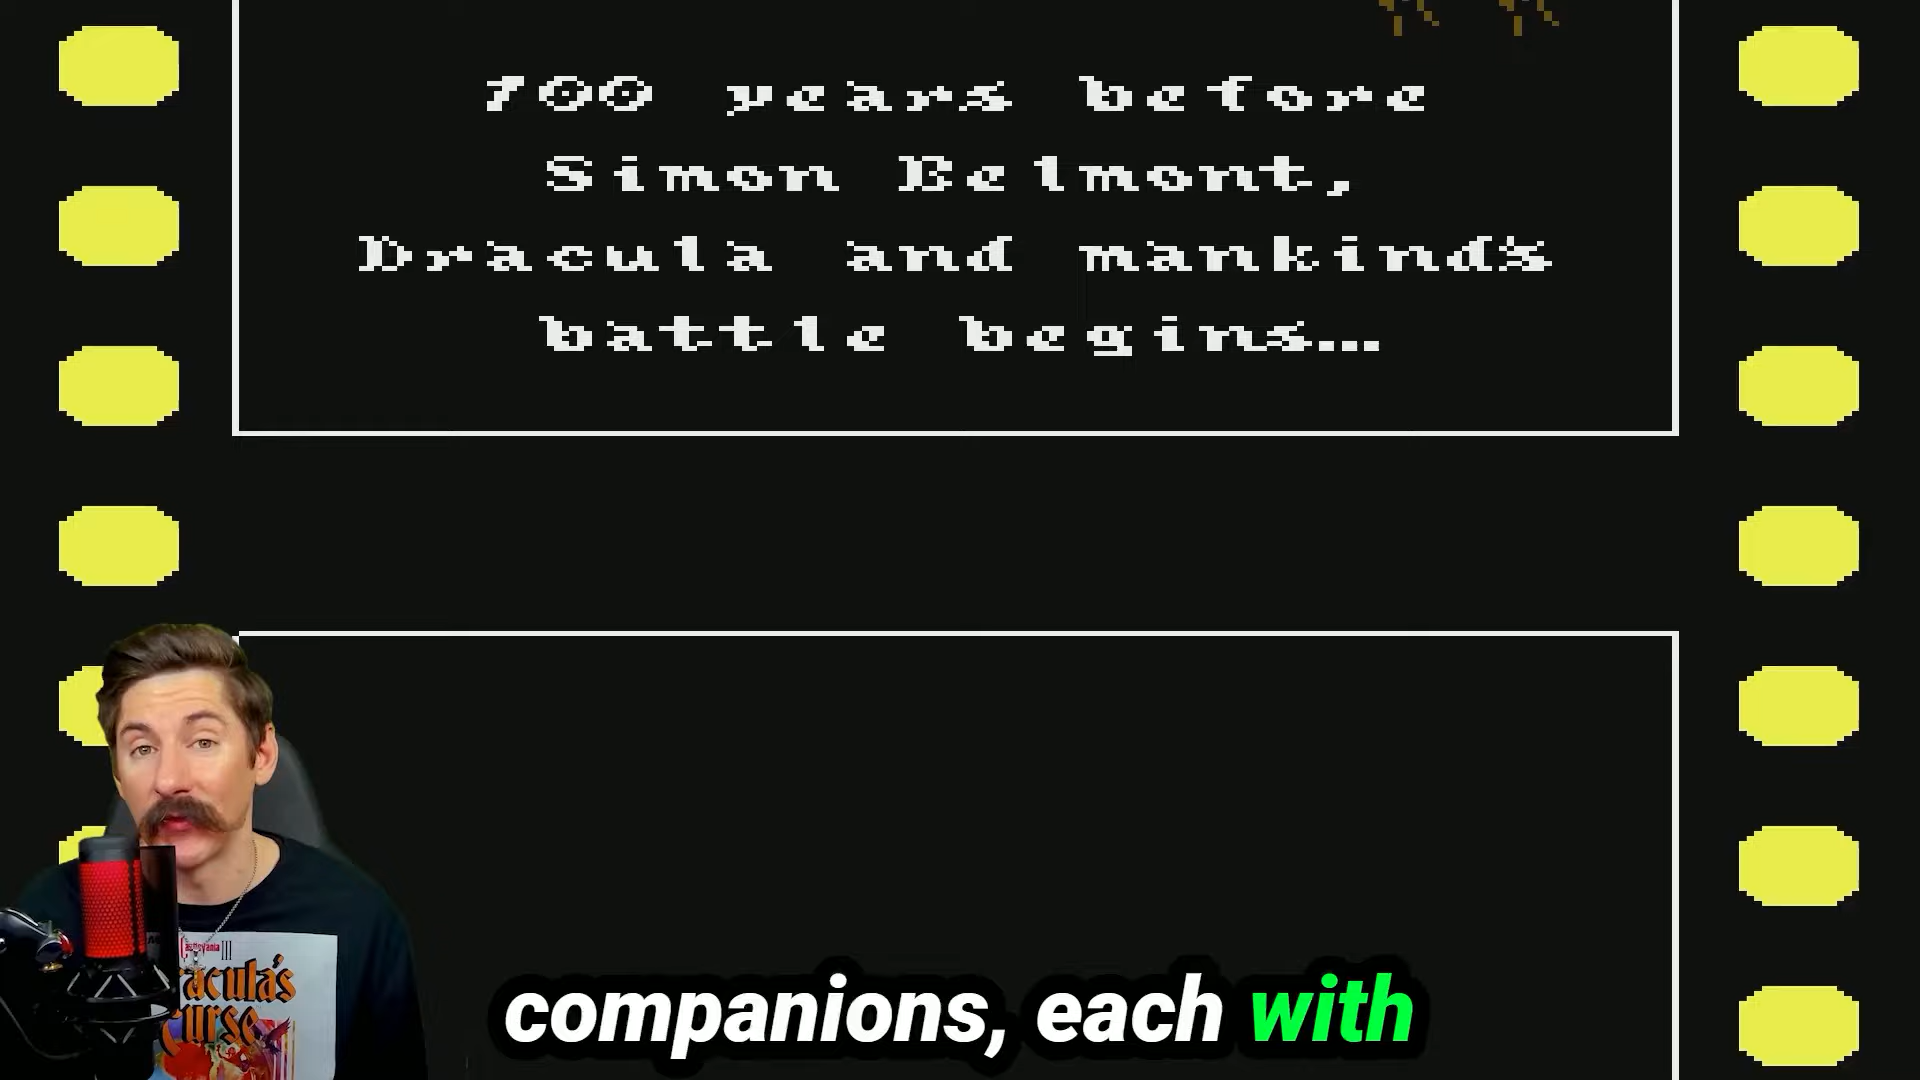 700 years before
Simon Belmont,
Dracula and mankind's
battle begins...
Castlevania III
Dracula's
Curse
companions, each with